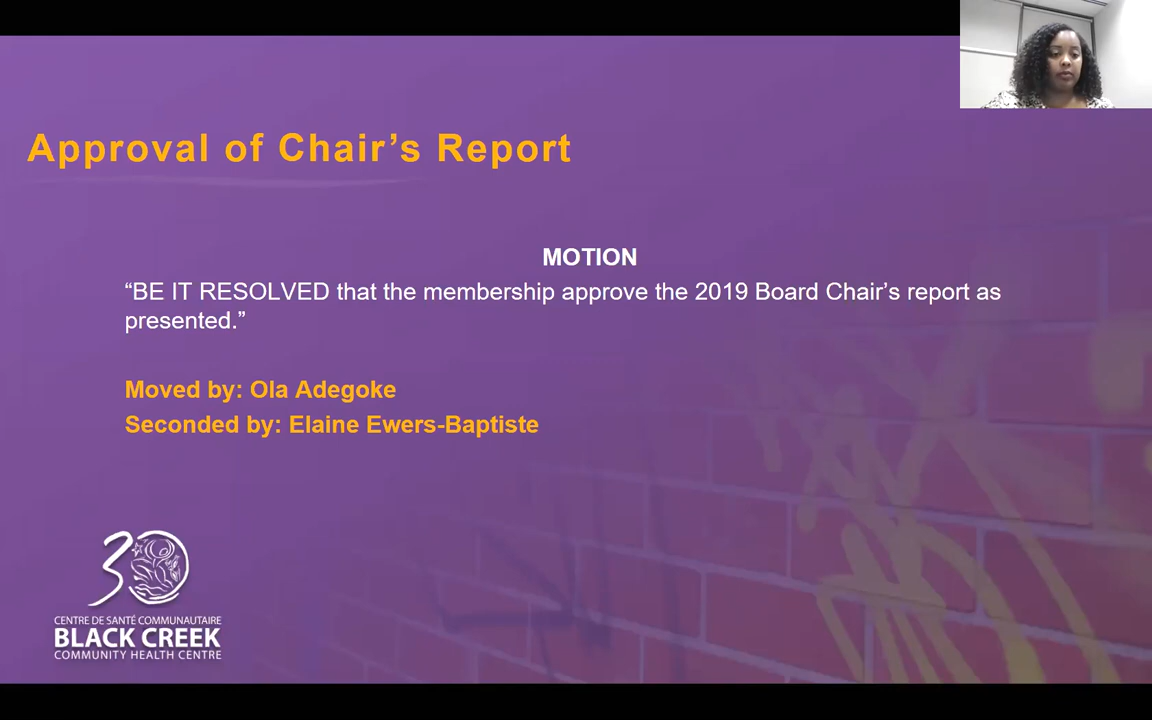 Approval of Chair’s Report
MOTION
“BE IT RESOLVED that the membership approve the 2019 Board Chair’s report as
presented.”
Moved by: Ola Adegoke
Seconded by: Elaine Ewers-Baptiste
30
CENTRE DE SANTÉ COMMUNAUTAIRE
BLACK CREEK
COMMUNITY HEALTH CENTRE